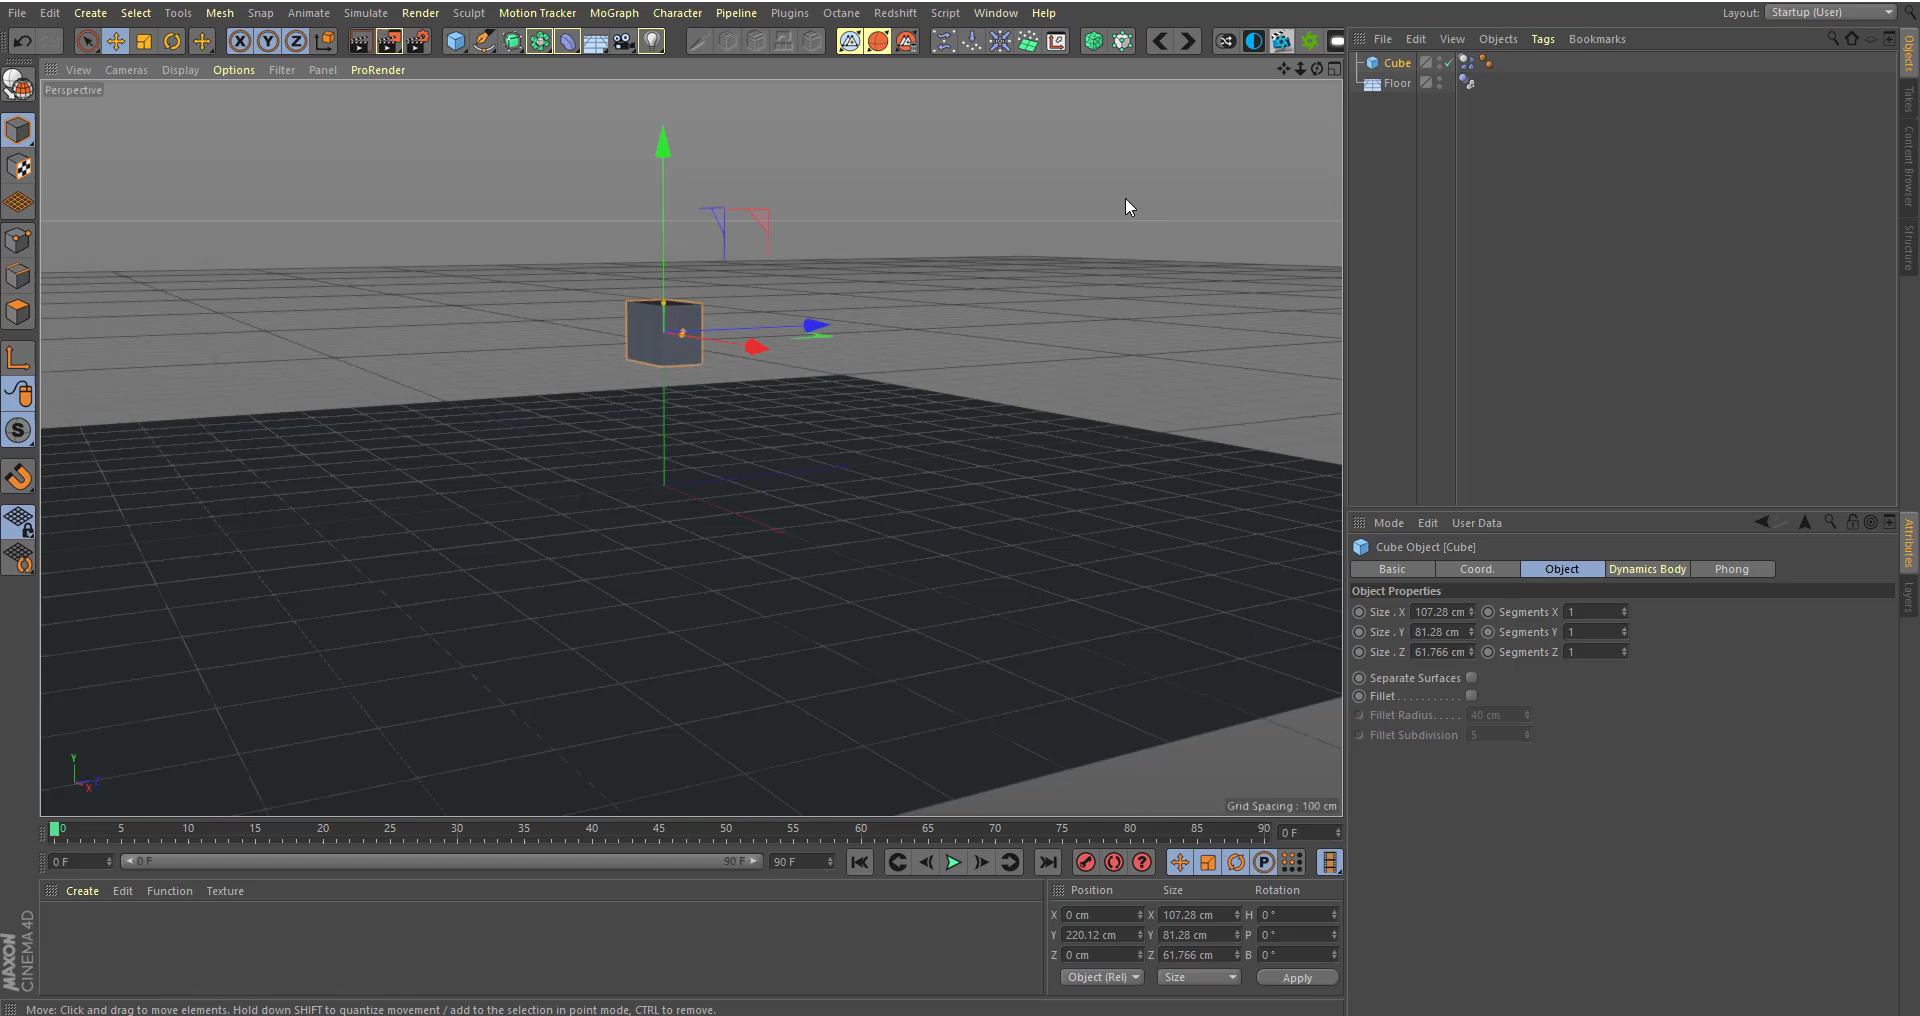 File Edit Create Select Tools Mesh Snap Animate Simulate Render Sculpt Motion Tracker MoGraph Character Pipeline Plugins Octane Redshift Script Window Help
Layout: Startup (User)
X Y Z
View Cameras Display Options Filter Panel ProRender
Perspective
File Edit View Objects Tags Bookmarks
Cube
Floor
Objects
Takes
Content Browser
Structure
S
Mode Edit User Data
Cube Object [Cube]
Basic Coord. Object Dynamics Body Phong
Object Properties
Size . X 107.28 cm Segments X 1
Size . Y 81.28 cm Segments Y 1
Size . Z 61.766 cm Segments Z 1
Separate Surfaces
Fillet . . . . . . . . . . .
Fillet Radius. . . . . 40 cm
Fillet Subdivision 5
Attributes
Layers
Y
Z
X
Grid Spacing : 100 cm
0 5 10 15 20 25 30 35 40 45 50 55 60 65 70 75 80 85 90 0 F
0 F 0 F 90 F 90 F ? P
Create Edit Function Texture
Position Size Rotation
X 0 cm X 107.28 cm H 0 °
Y 220.12 cm Y 81.28 cm P 0 °
Z 0 cm Z 61.766 cm B 0 °
Object (Rel) Size Apply
MAXON
CINEMA 4D
Move: Click and drag to move elements. Hold down SHIFT to quantize movement / add to the selection in point mode, CTRL to remove.